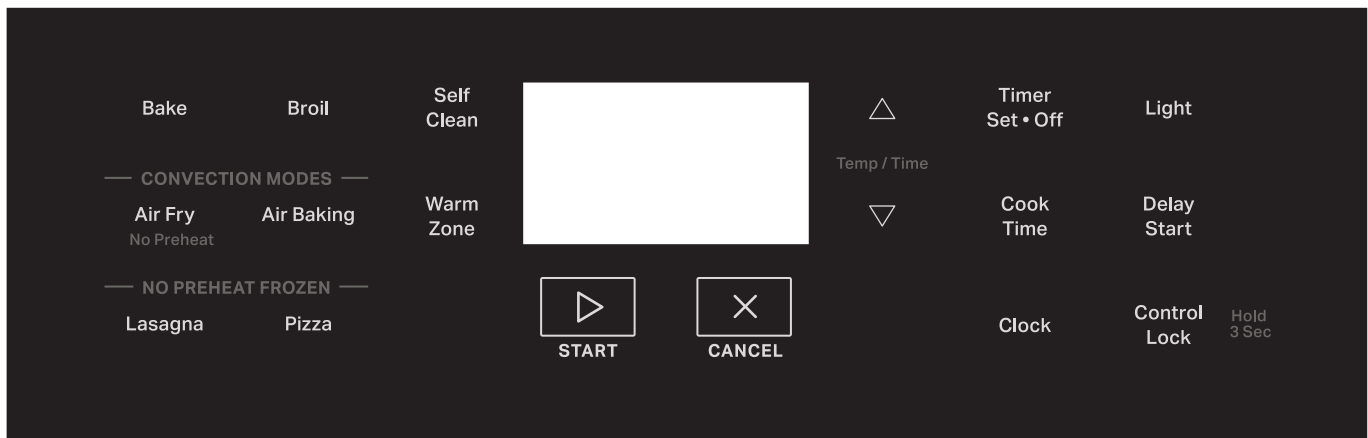 Bake
Broil
Self
Clean
CONVECTION MODES
Air Fry
No Preheat
Air Baking
Warm
Zone
NO PREHEAT FROZEN
Lasagna
Pizza
START
CANCEL
Temp / Time
Timer
Set • Off
Light
Cook
Time
Delay
Start
Clock
Control
Lock
Hold
3 Sec